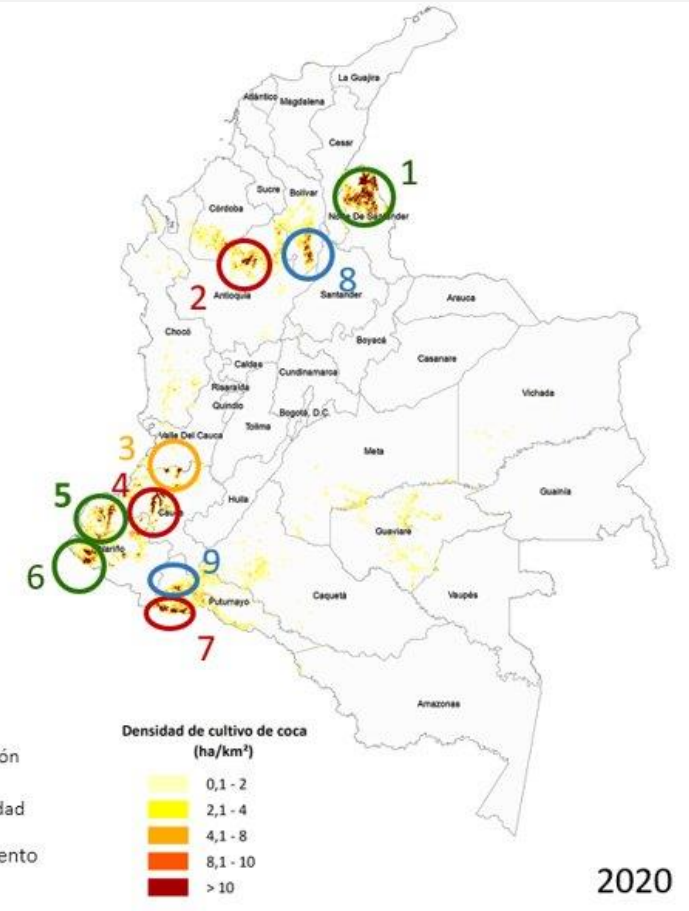 La Guajira
Atlántico
Magdalena
Cesar
1
Sucre
Bolívar
Córdoba
Norte De Santander
8
2
Antioquia
Santander
Arauca
Chocó
Boyacá
Caldas
Cundinamarca
Casanare
Risaralda
Vichada
Quindío
Bogotá, D.C.
Tolima
Valle Del Cauca
3
Meta
4
5
Huila
Guainía
Cauca
Guaviare
Nariño
9
6
Putumayo
Caquetá
Vaupés
7
Amazonas
Densidad de cultivo de coca
(ha/km²)
ón
0,1 - 2
dad
2,1 - 4
4,1 - 8
ento
8,1 - 10
> 10
2020